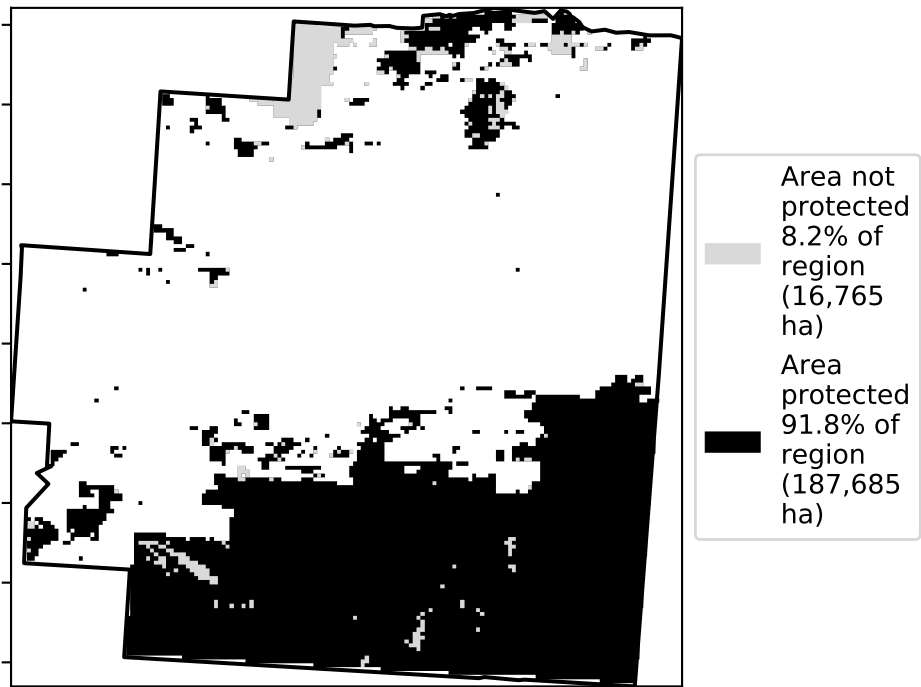 Area not
protected
8.2% of
region
(16,765
ha)
Area
protected
91.8% of
region
(187,685
ha)